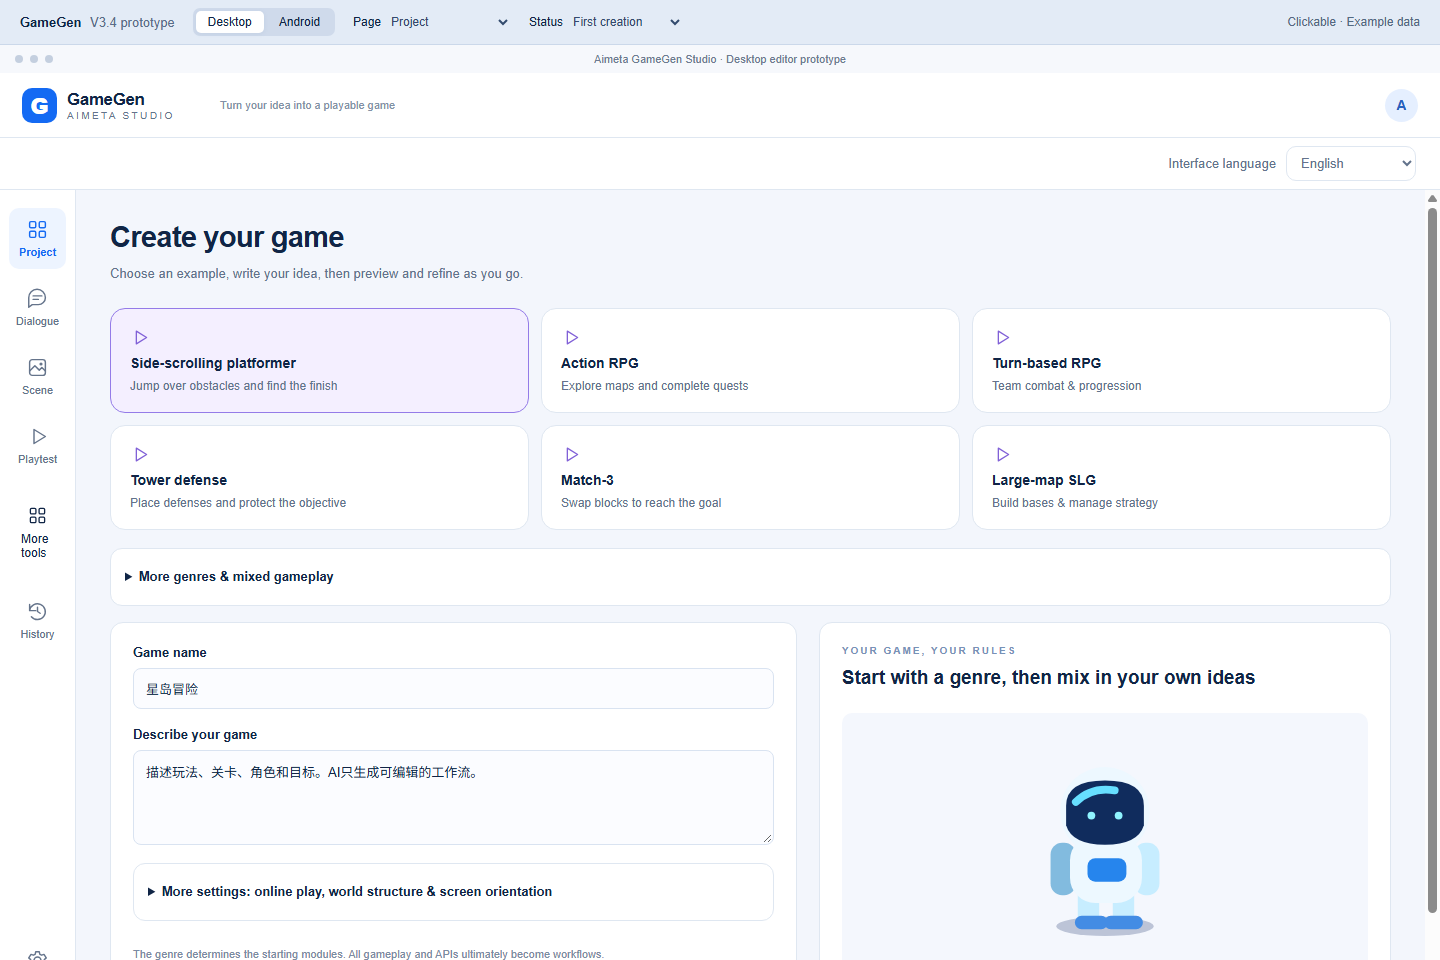 GameGen V3.4 prototype Desktop Android Page Project Status First creation Clickable · Example data
Aimeta GameGen Studio · Desktop editor prototype
G GameGen
AIMETA STUDIO
Turn your idea into a playable game
A
Interface language English
Project
Dialogue
Scene
Playtest
More
tools
History
Create your game
Choose an example, write your idea, then preview and refine as you go.
Side-scrolling platformer
Jump over obstacles and find the finish
Action RPG
Explore maps and complete quests
Turn-based RPG
Team combat & progression
Tower defense
Place defenses and protect the objective
Match-3
Swap blocks to reach the goal
Large-map SLG
Build bases & manage strategy
More genres & mixed gameplay
Game name
星岛冒险
Describe your game
描述玩法、关卡、角色和目标。AI只生成可编辑的工作流。
More settings: online play, world structure & screen orientation
The genre determines the starting modules. All gameplay and APIs ultimately become workflows.
YOUR GAME, YOUR RULES
Start with a genre, then mix in your own ideas